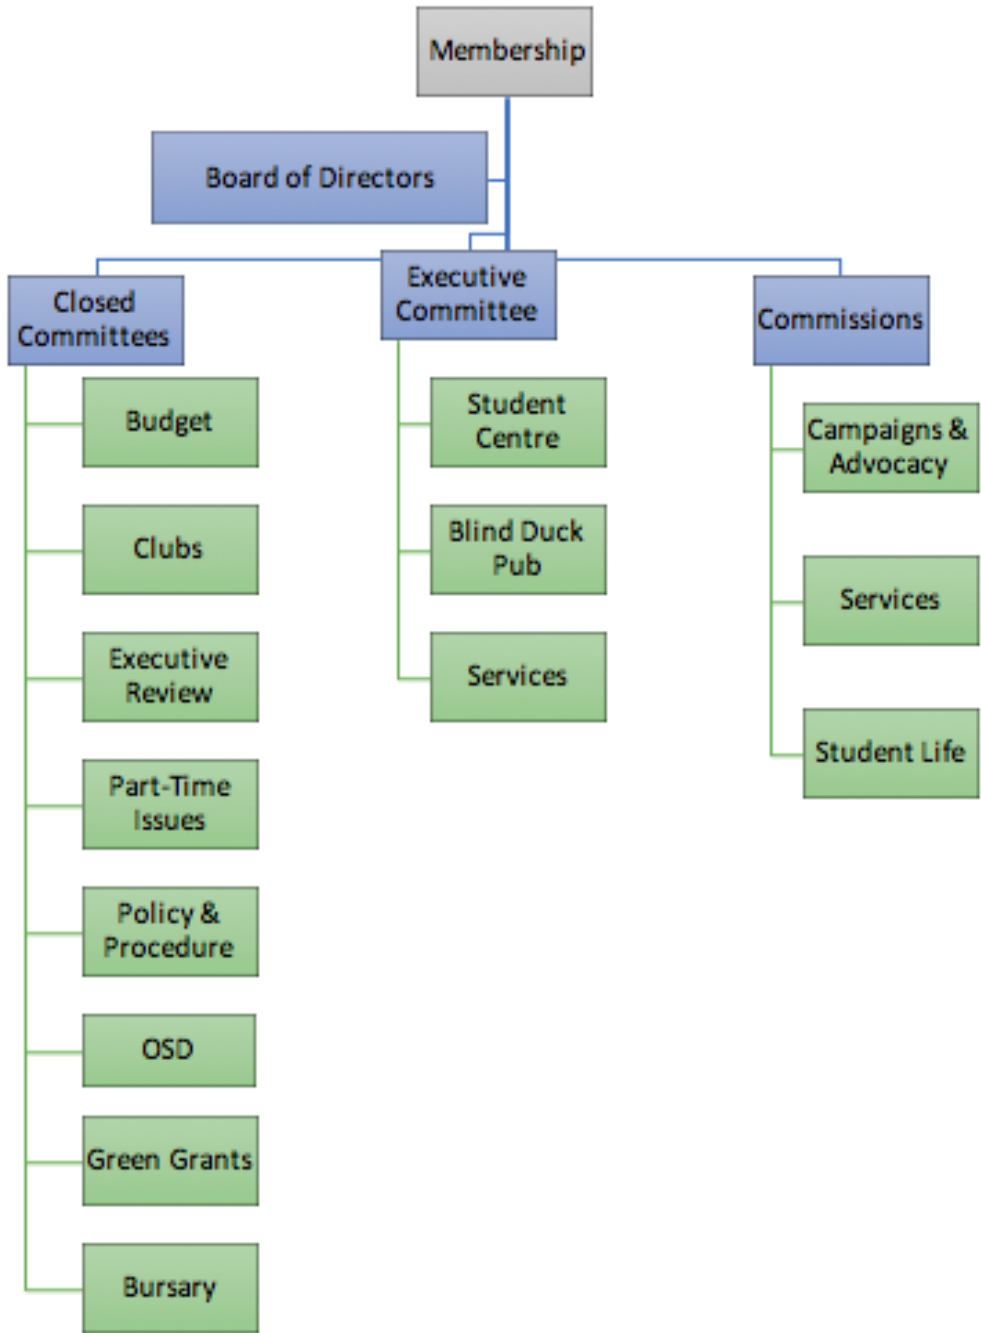 Membership
Board of Directors
Closed
Committees
Budget
Clubs
Executive
Review
Part-Time
Issues
Policy &
Procedure
OSD
Green Grants
Bursary
Executive
Committee
Student
Centre
Blind Duck
Pub
Services
Commissions
Campaigns &
Advocacy
Services
Student Life